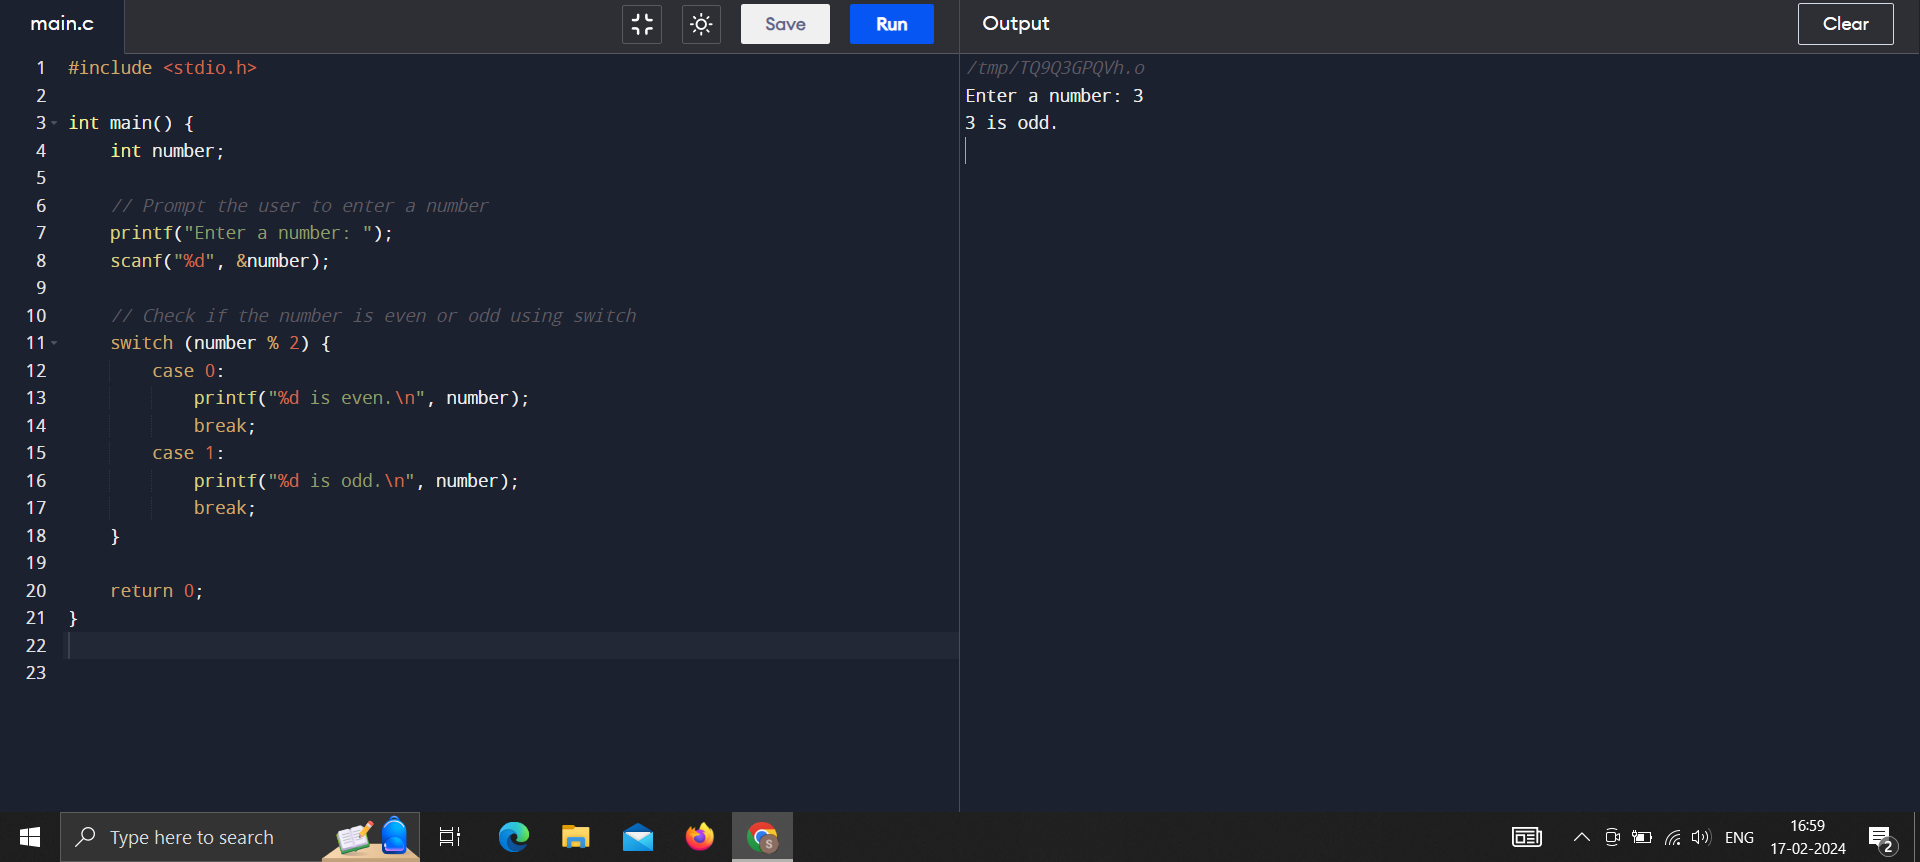 main.c
Save
Run
Output
Clear
1 #include <stdio.h>
2
3 int main() {
4     int number;
5
6     // Prompt the user to enter a number
7     printf("Enter a number: ");
8     scanf("%d", &number);
9
10     // Check if the number is even or odd using switch
11     switch (number % 2) {
12         case 0:
13             printf("%d is even.\n", number);
14             break;
15         case 1:
16             printf("%d is odd.\n", number);
17             break;
18     }
19
20     return 0;
21 }
22
23
/tmp/TQ9Q3GPQVh.o
Enter a number: 3
3 is odd.
Type here to search
S
ENG
16:59
17-02-2024
2